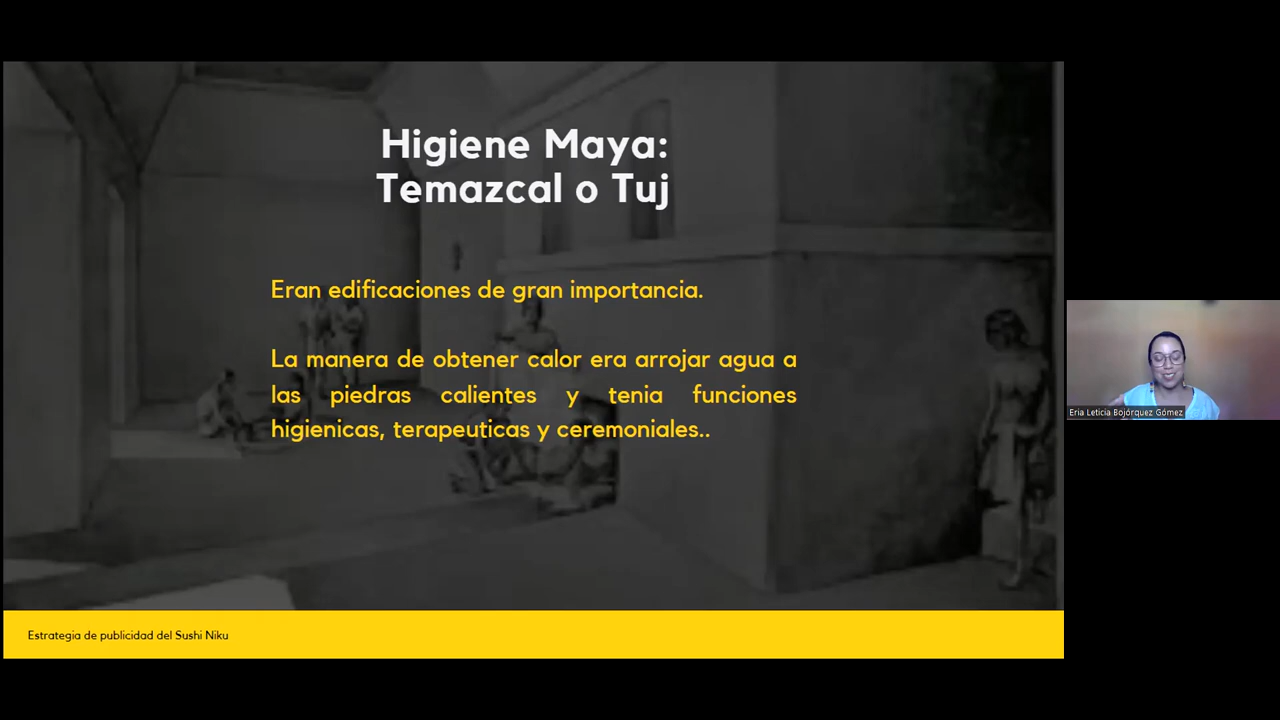 Higiene Maya:
Temazcal o Tuj
Eran edificaciones de gran importancia.
La manera de obtener calor era arrojar agua a
las piedras calientes y tenia funciones
higienicas, terapeuticas y ceremoniales..
Eria Leticia Bojórquez Gómez
Estrategia de publicidad del Sushi Niku